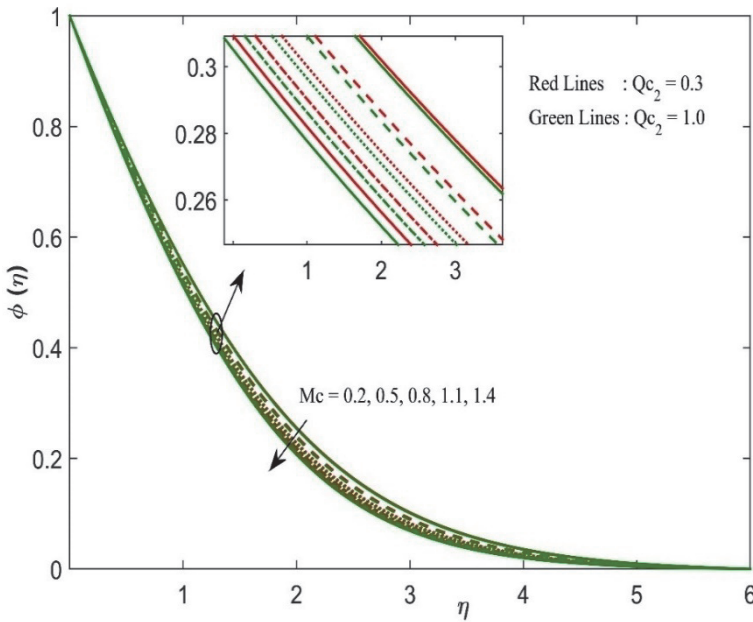 1
0.8
0.6
0.4
0.2
0
ϕ (η)
0.3
0.28
0.26
1 2 3
Red Lines : Qc₂ = 0.3
Green Lines : Qc₂ = 1.0
Mc = 0.2, 0.5, 0.8, 1.1, 1.4
1 2 3 4 5 6
η